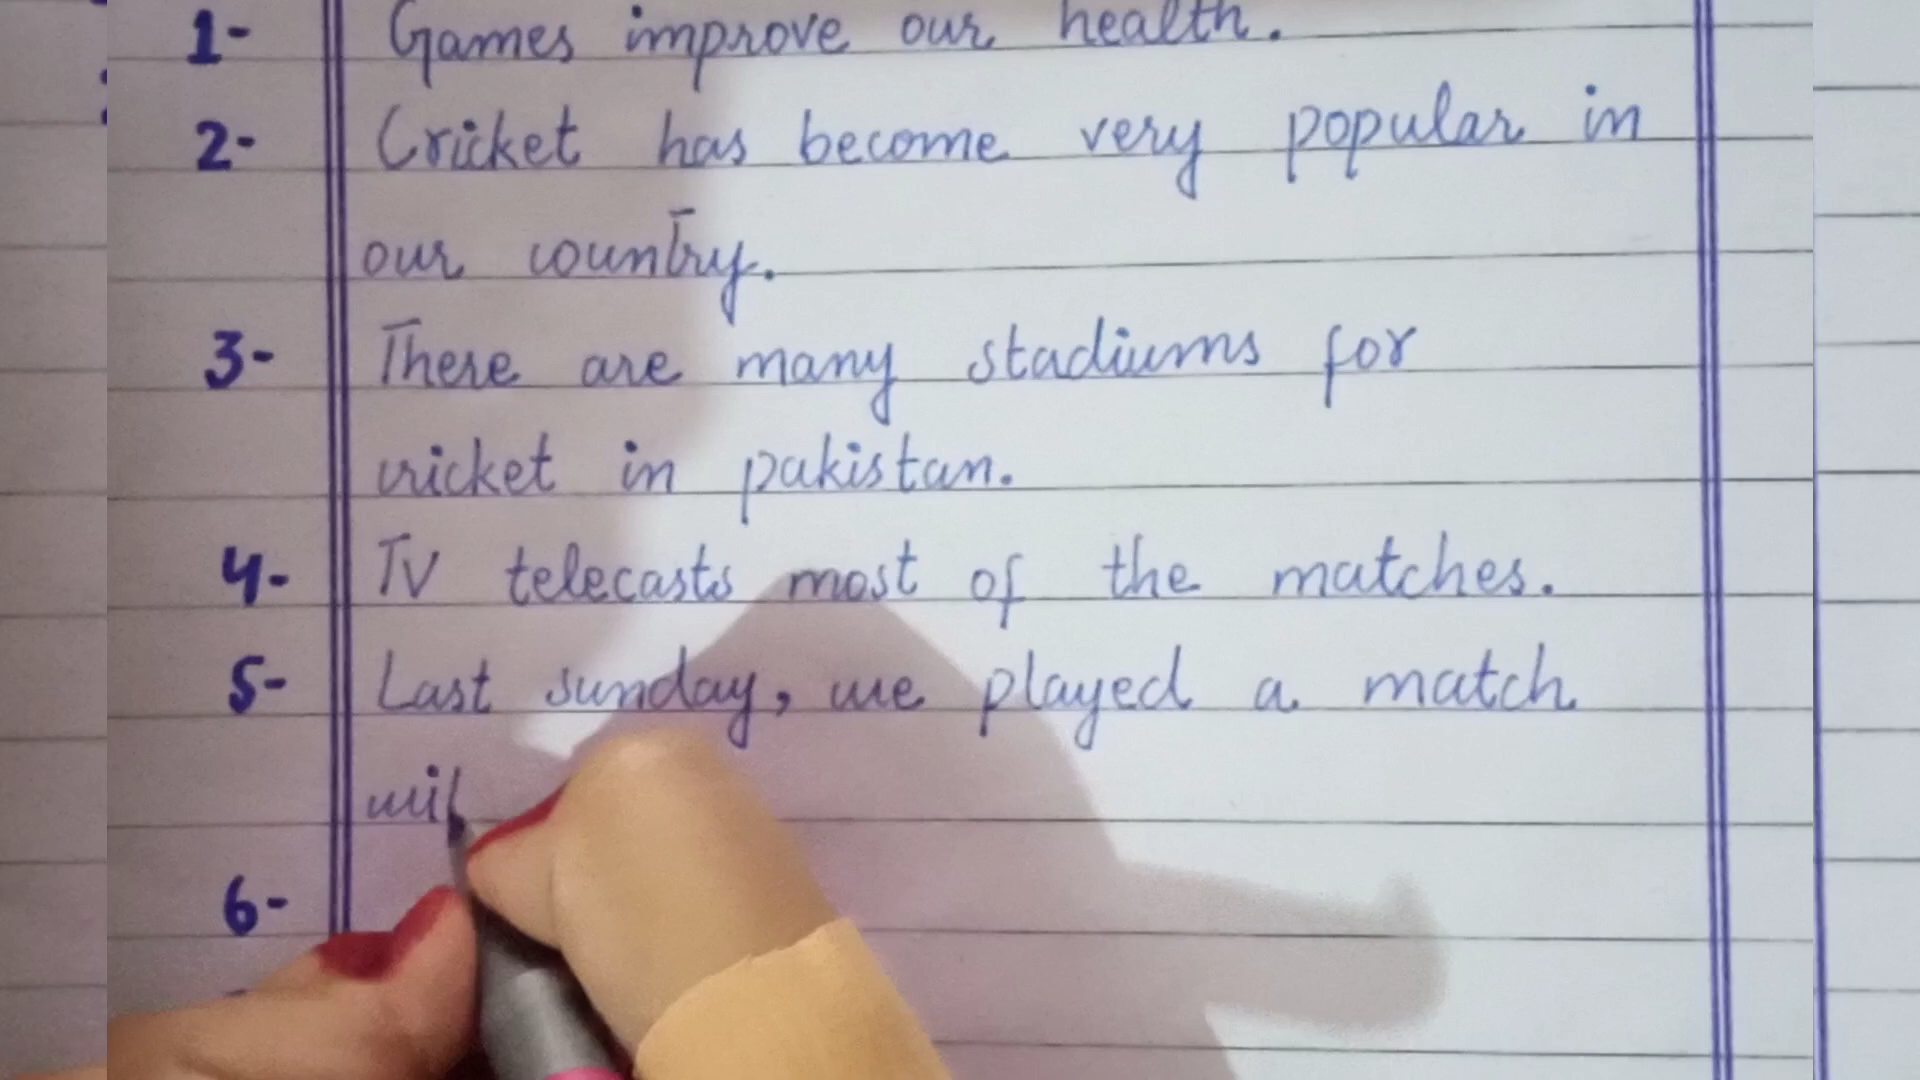 1- Games improve our health.
2- Cricket has become very popular in
our country.
3- There are many stadiums for
cricket in pakistan.
4- TV telecasts most of the matches.
5- Last sunday, we played a match
6-